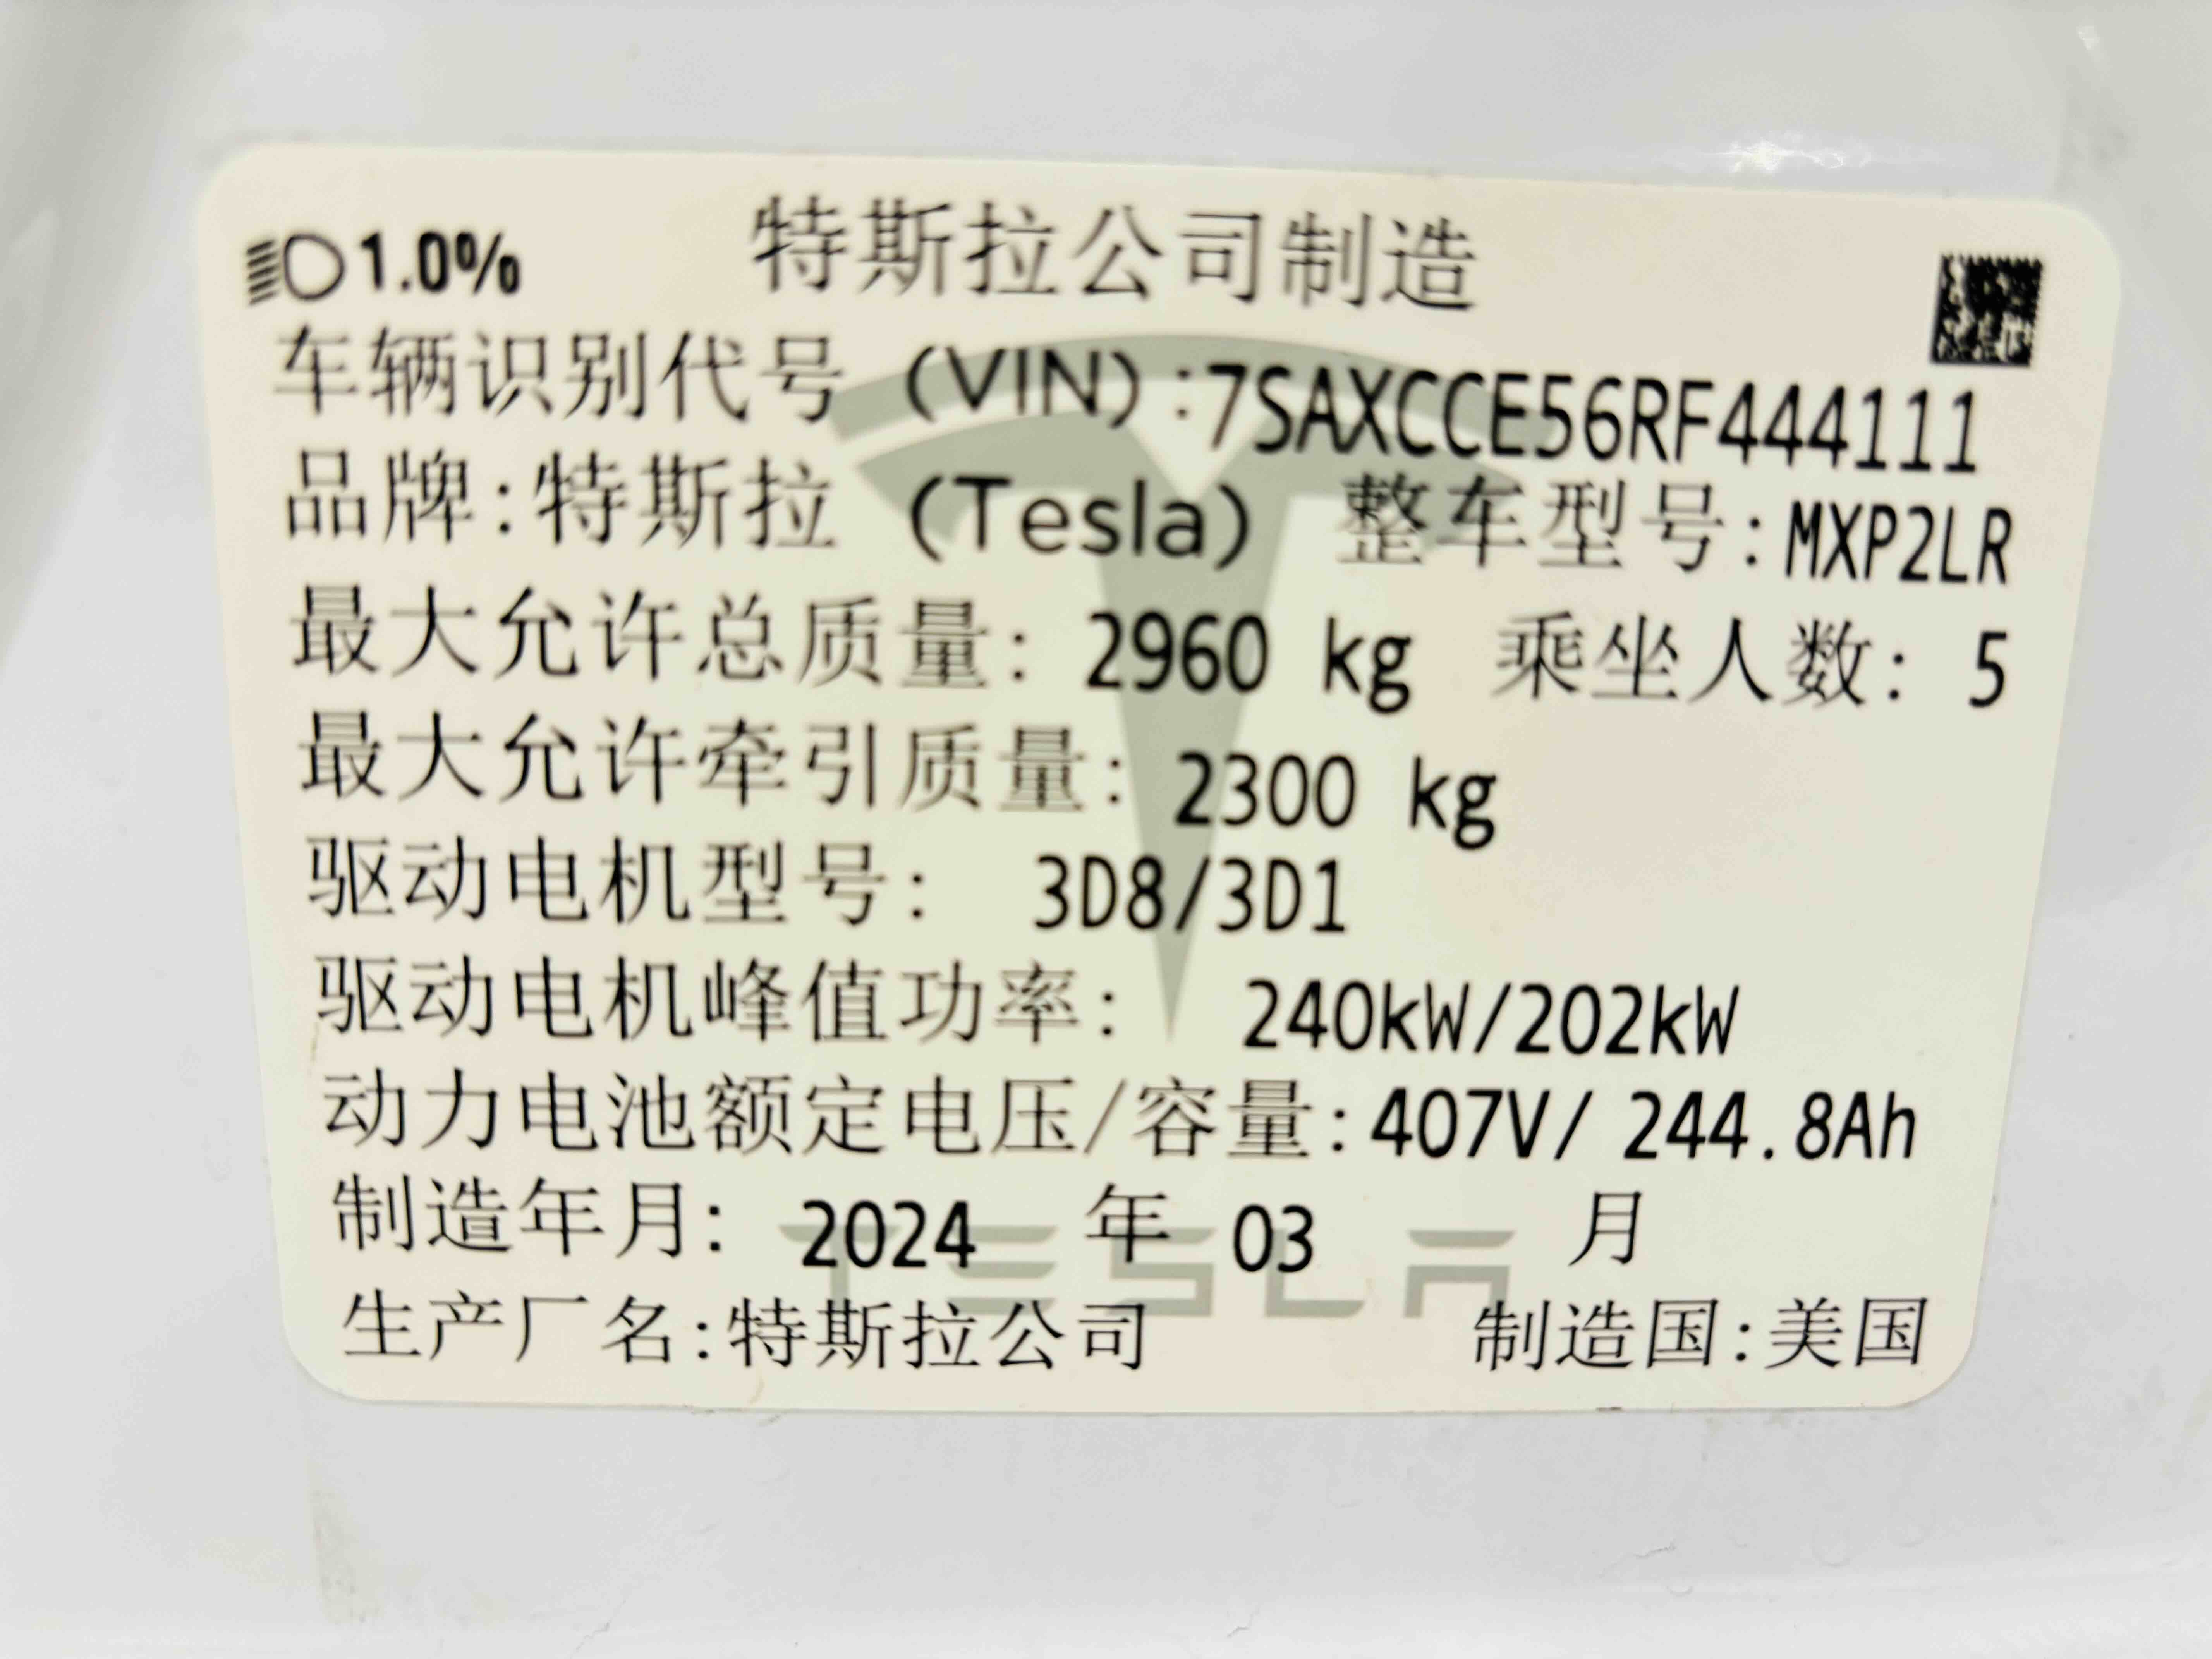 1.0% 特斯拉公司制造
车辆识别代号 (VIN) :7SAXCCE56RF444111
品牌:特斯拉 (Tesla) 整车型号:MXP2LR
最大允许总质量: 2960 kg 乘坐人数: 5
最大允许牵引质量: 2300 kg
驱动电机型号: 3D8/3D1
驱动电机峰值功率: 240kW/202kW
动力电池额定电压/容量:407V/ 244.8Ah
制造年月: 2024 年 03 月
TESLA
生产厂名:特斯拉公司 制造国:美国